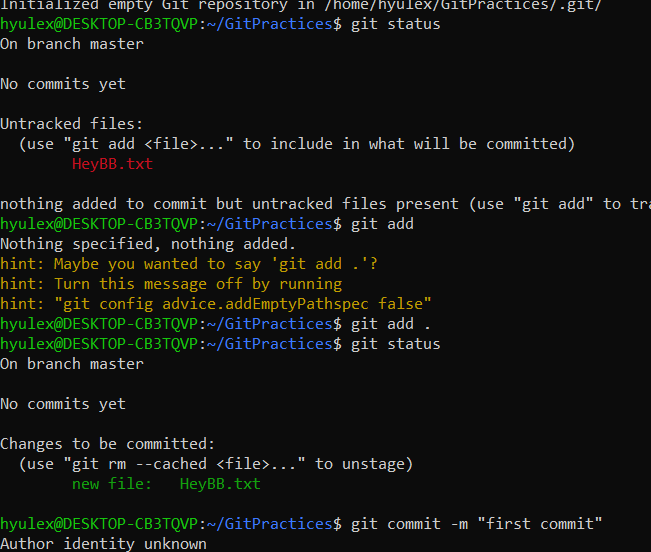 Initialized empty Git repository in /home/hyulex/GitPractices/.git/
hyulex@DESKTOP-CB3TQVP:~/GitPractices$ git status
On branch master
No commits yet
Untracked files:
  (use "git add <file>..." to include in what will be committed)
        HeyBB.txt
nothing added to commit but untracked files present (use "git add" to tra
hyulex@DESKTOP-CB3TQVP:~/GitPractices$ git add
Nothing specified, nothing added.
hint: Maybe you wanted to say 'git add .'?
hint: Turn this message off by running
hint: "git config advice.addEmptyPathspec false"
hyulex@DESKTOP-CB3TQVP:~/GitPractices$ git add .
hyulex@DESKTOP-CB3TQVP:~/GitPractices$ git status
On branch master
No commits yet
Changes to be committed:
  (use "git rm --cached <file>..." to unstage)
        new file:   HeyBB.txt
hyulex@DESKTOP-CB3TQVP:~/GitPractices$ git commit -m "first commit"
Author identity unknown